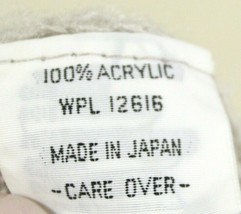 100% ACRYLIC
WPL 12616
MADE IN JAPAN
-CARE OVER-